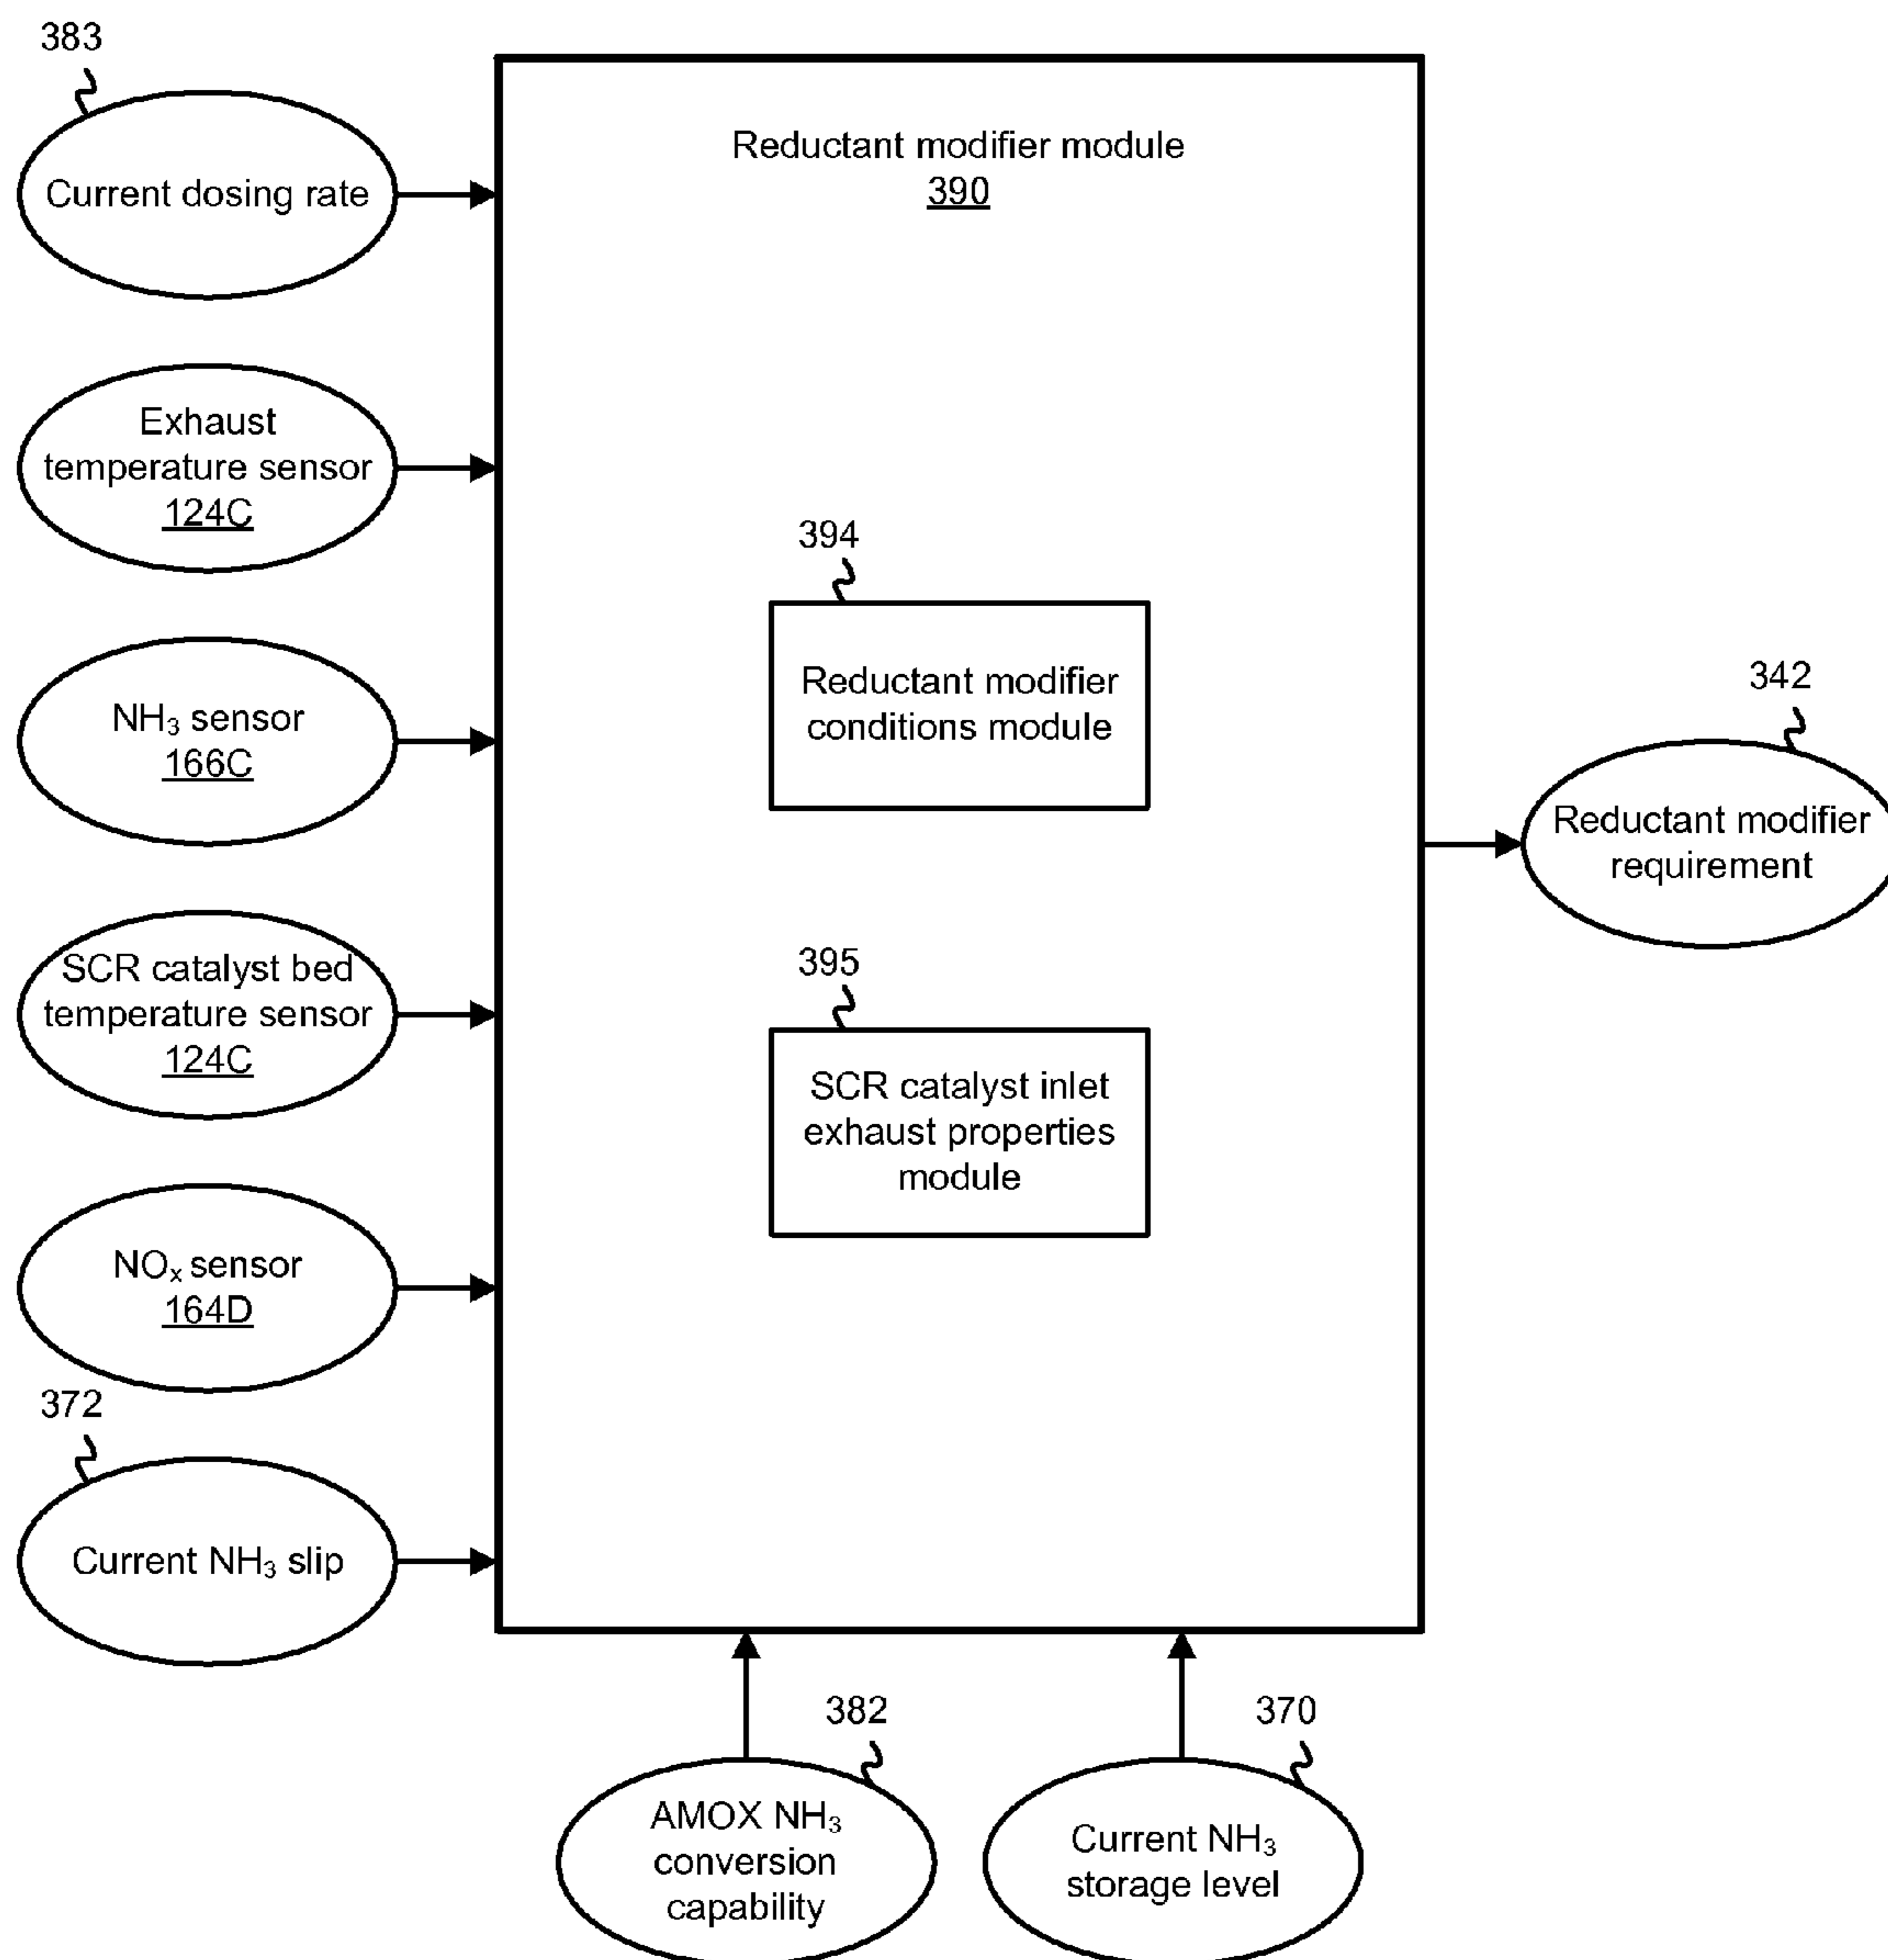 383
Current dosing rate
Exhaust
temperature sensor
124C
NH₃ sensor
166C
SCR catalyst bed
temperature sensor
124C
NOₓ sensor
164D
372
Current NH₃ slip
Reductant modifier module
390
394
Reductant modifier
conditions module
395
SCR catalyst inlet
exhaust properties
module
342
Reductant modifier
requirement
382
AMOX NH₃
conversion
capability
370
Current NH₃
storage level